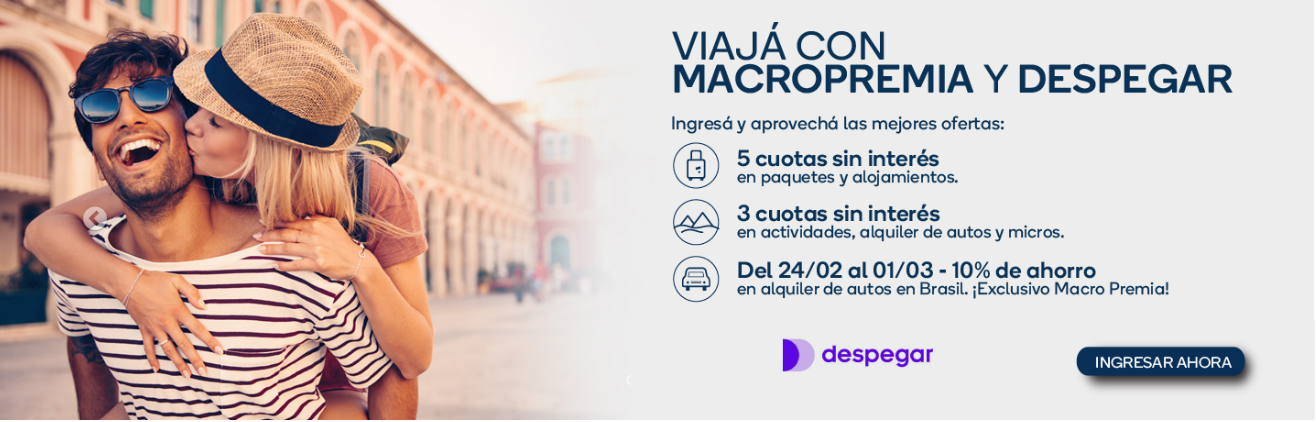 VIAJÁ CON
MACROPREMIA Y DESPEGAR
Ingresá y aprovechá las mejores ofertas:
5 cuotas sin interés
en paquetes y alojamientos.
3 cuotas sin interés
en actividades, alquiler de autos y micros.
Del 24/02 al 01/03 - 10% de ahorro
en alquiler de autos en Brasil. ¡Exclusivo Macro Premia!
despegar
INGRESAR AHORA